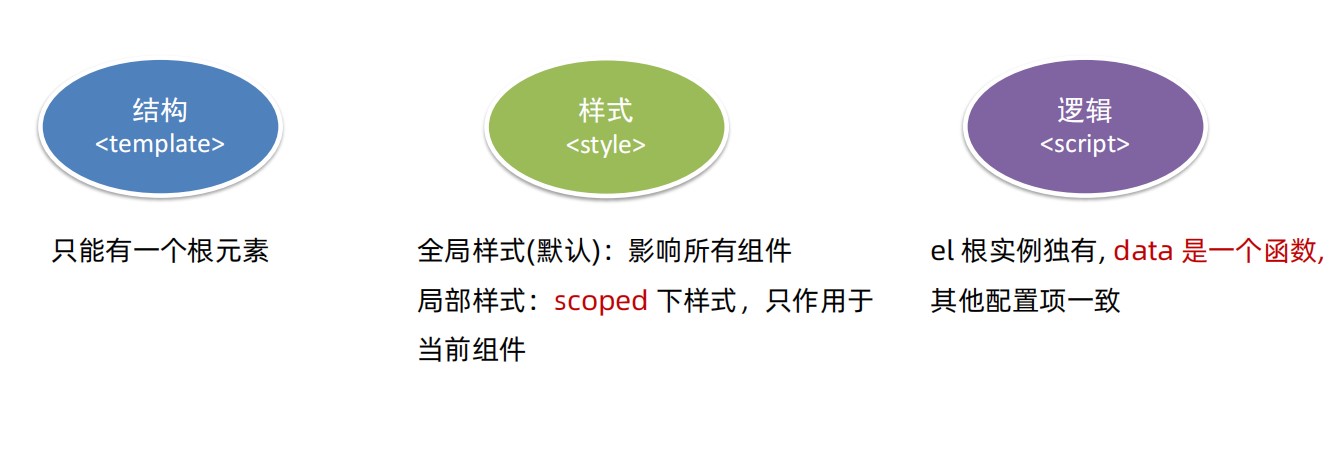 结构
<template>
只能有一个根元素
样式
<style>
全局样式(默认)：影响所有组件
局部样式：scoped 下样式，只作用于
当前组件
逻辑
<script>
el 根实例独有, data 是一个函数,
其他配置项一致